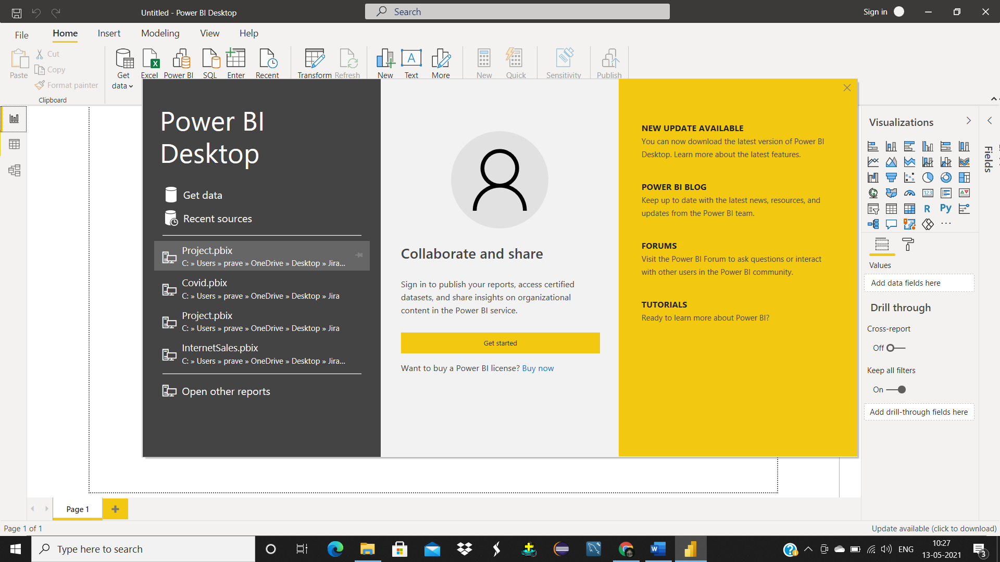 Untitled - Power BI Desktop
Search
Sign in
File
Home
Insert
Modeling
View
Help
Paste
Cut
Copy
Format painter
Clipboard
Get
data
Excel
Power BI
SQL
Enter
Recent
Transform
Refresh
New
Text
More
New
Quick
Sensitivity
Publish
Power BI
Desktop
Get data
Recent sources
Project.pbix
C: » Users » prave » OneDrive » Desktop » Jira...
Covid.pbix
C: » Users » prave » OneDrive » Desktop » Jira
Project.pbix
C: » Users » prave » OneDrive » Desktop » Jira
InternetSales.pbix
C: » Users » prave » OneDrive » Desktop » Jira...
Open other reports
Collaborate and share
Sign in to publish your reports, access certified
datasets, and share insights on organizational
content in the Power BI service.
Get started
Want to buy a Power BI license? Buy now
NEW UPDATE AVAILABLE
You can now download the latest version of Power BI
Desktop. Learn more about the latest features.
POWER BI BLOG
Keep up to date with the latest news, resources, and
updates from the Power BI team.
FORUMS
Visit the Power BI Forum to ask questions or interact
with other users in the Power BI community.
TUTORIALS
Ready to learn more about Power BI?
Visualizations
Fields
123
R
Py
...
Values
Add data fields here
Drill through
Cross-report
Off
Keep all filters
On
Add drill-through fields here
Page 1
Page 1 of 1
Update available (click to download)
Type here to search
ENG
10:27
13-05-2021
3